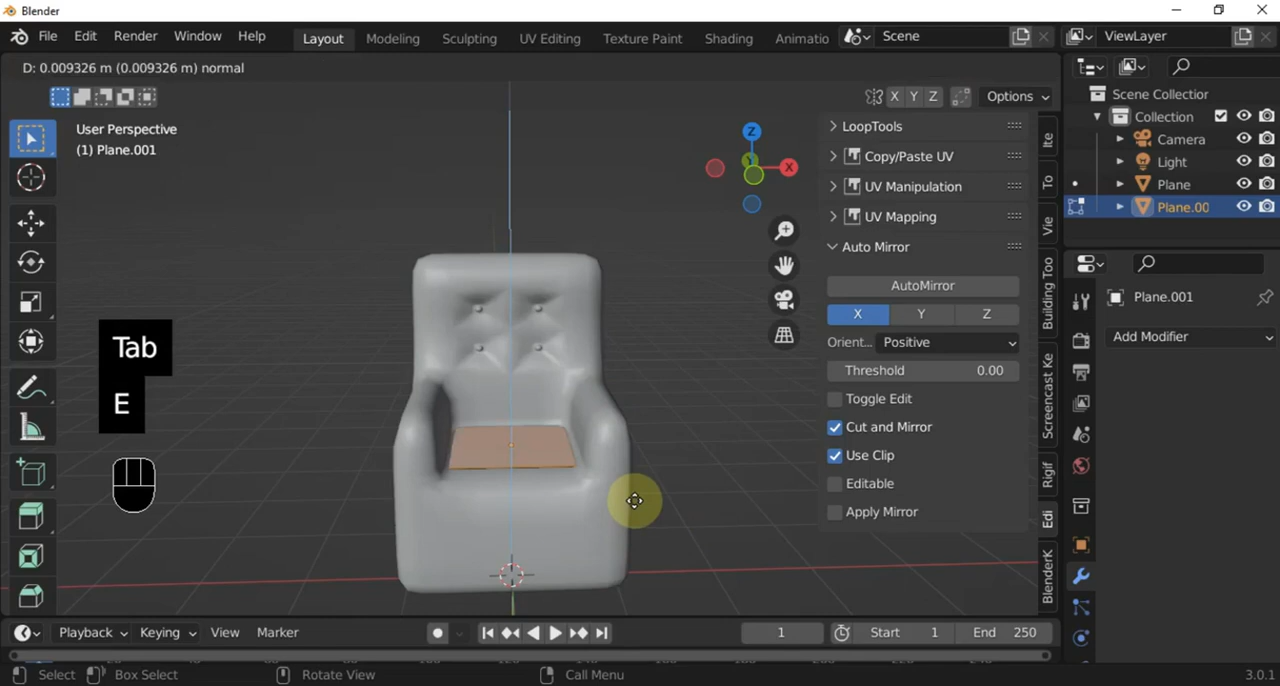 Blender
File Edit Render Window Help Layout Modeling Sculpting UV Editing Texture Paint Shading Animatio Scene ViewLayer
D: 0.009326 m (0.009326 m) normal
X Y Z Options
User Perspective
(1) Plane.001
Z
X
Tab
E
LoopTools
Copy/Paste UV
UV Manipulation
UV Mapping
Auto Mirror
AutoMirror
X Y Z
Orient... Positive
Threshold 0.00
Toggle Edit
Cut and Mirror
Use Clip
Editable
Apply Mirror
Ite
To
Vie
Building Too
Screencast Ke
Rigif
Edi
BlenderK
Scene Collection
Collection
Camera
Light
Plane
Plane.00
Plane.001
Add Modifier
Playback Keying View Marker 1 Start 1 End 250
Select Box Select Rotate View Call Menu 3.0.1